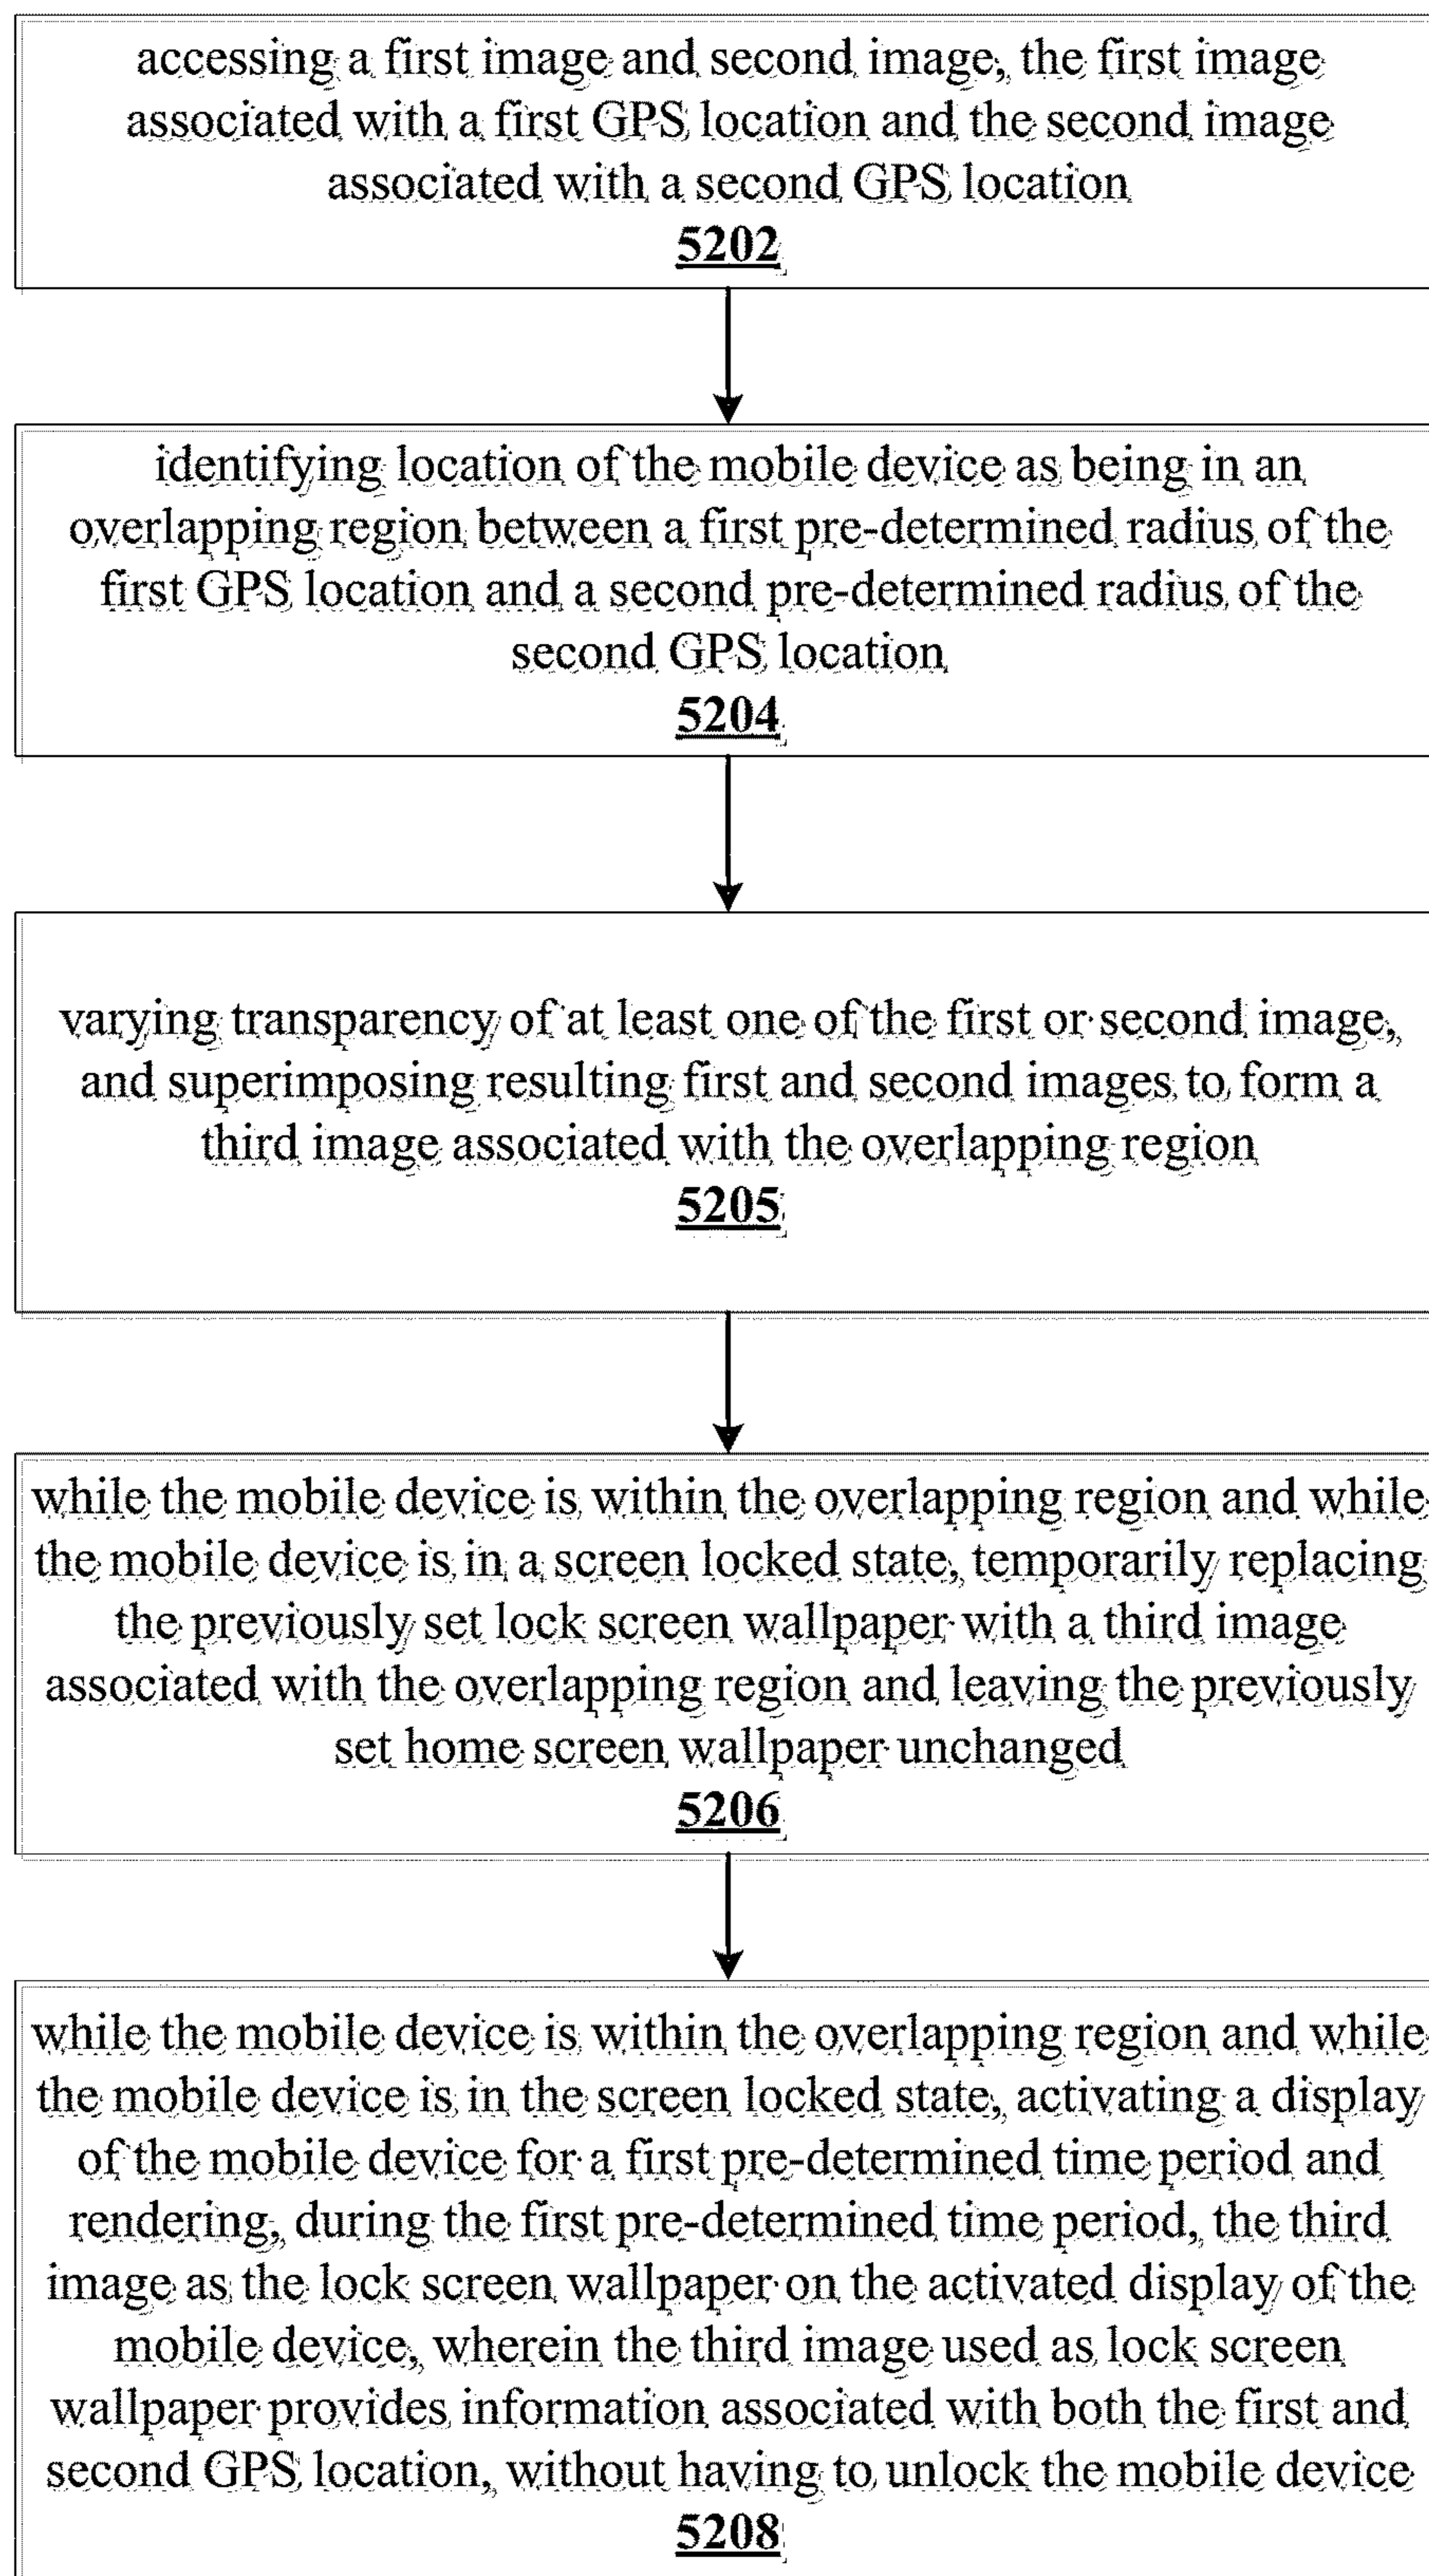 accessing a first image and second image, the first image
associated with a first GPS location and the second image
associated with a second GPS location
5202
identifying location of the mobile device as being in an
overlapping region between a first pre-determined radius of the
first GPS location and a second pre-determined radius of the
second GPS location
5204
varying transparency of at least one of the first or second image,
and superimposing resulting first and second images to form a
third image associated with the overlapping region
5205
while the mobile device is within the overlapping region and while
the mobile device is in a screen locked state, temporarily replacing
the previously set lock screen wallpaper with a third image
associated with the overlapping region and leaving the previously
set home screen wallpaper unchanged
5206
while the mobile device is within the overlapping region and while
the mobile device is in the screen locked state, activating a display
of the mobile device for a first pre-determined time period and
rendering, during the first pre-determined time period, the third
image as the lock screen wallpaper on the activated display of the
mobile device, wherein the third image used as lock screen
wallpaper provides information associated with both the first and
second GPS location, without having to unlock the mobile device
5208